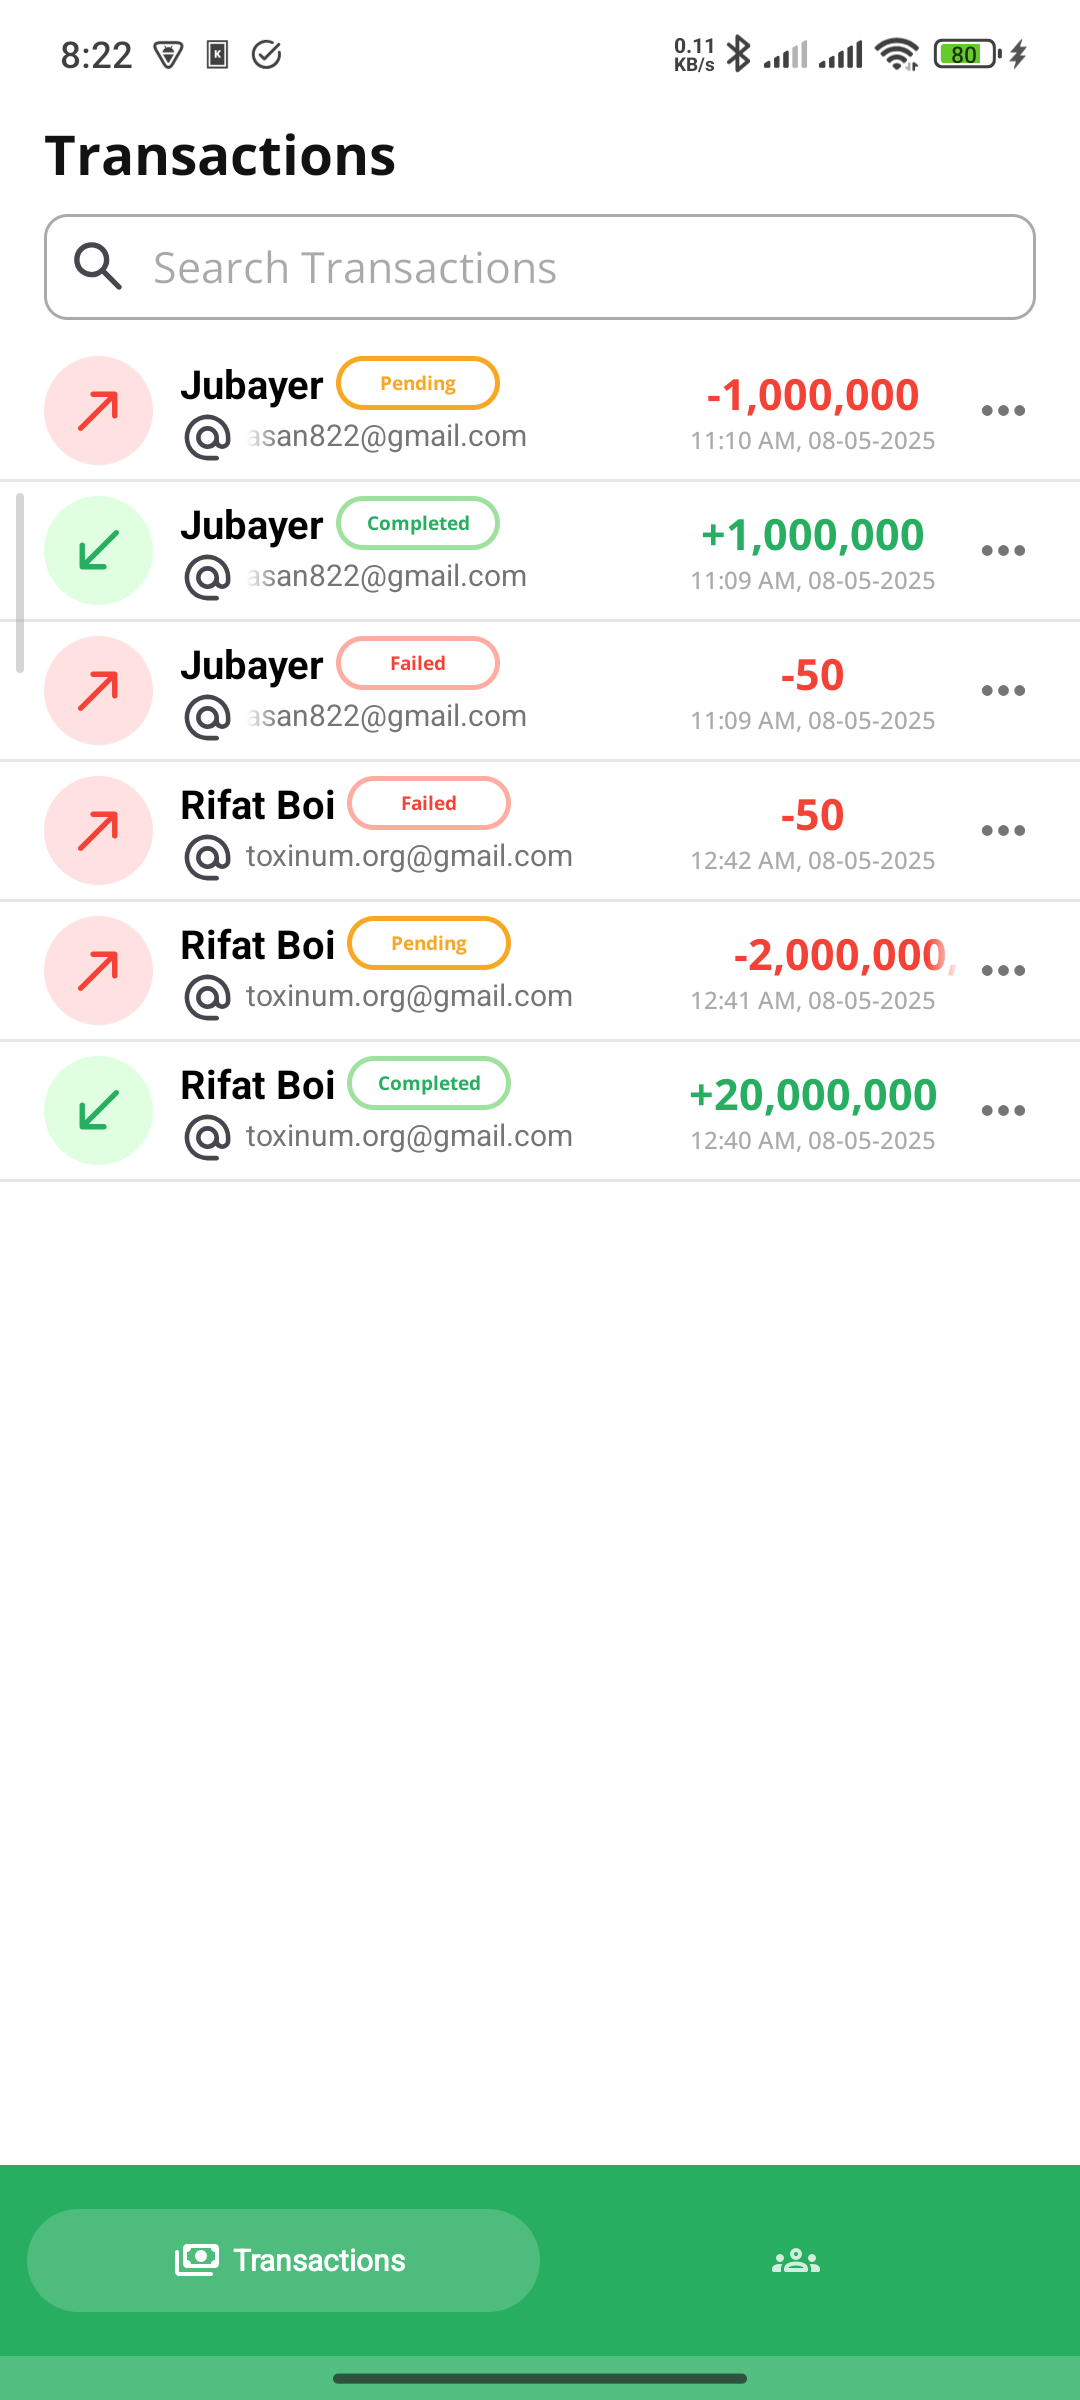 8:22
0.11
KB/s
80
Transactions
Search Transactions
Jubayer Pending
asan822@gmail.com
-1,000,000
11:10 AM, 08-05-2025
Jubayer Completed
asan822@gmail.com
+1,000,000
11:09 AM, 08-05-2025
Jubayer Failed
asan822@gmail.com
-50
11:09 AM, 08-05-2025
Rifat Boi Failed
toxinum.org@gmail.com
-50
12:42 AM, 08-05-2025
Rifat Boi Pending
toxinum.org@gmail.com
-2,000,000,
12:41 AM, 08-05-2025
Rifat Boi Completed
toxinum.org@gmail.com
+20,000,000
12:40 AM, 08-05-2025
Transactions